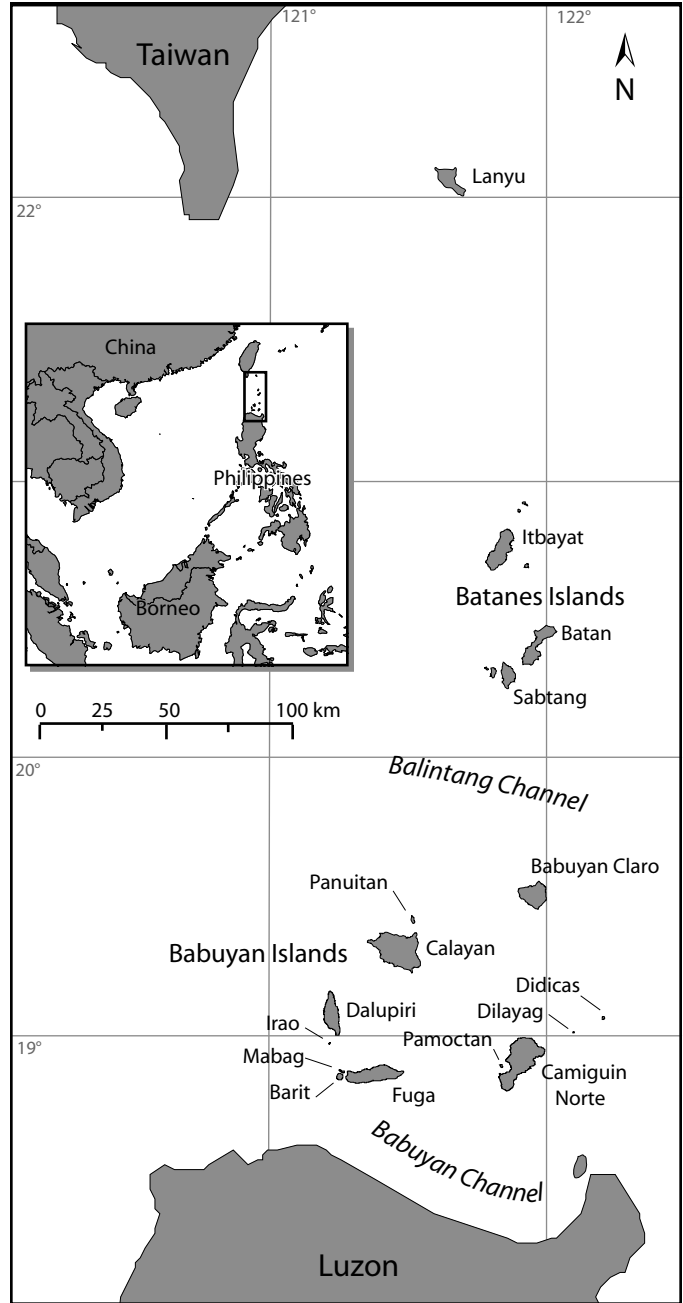 121°
122°
Taiwan
N
Lanyu
22°
China
Philippines
Borneo
Itbayat
Batanes Islands
Batan
Sabtang
0 25 50 100 km
20°
Balintang Channel
Babuyan Claro
Panuitan
Babuyan Islands
Calayan
Didicas
Dalupiri
Dilayag
Irao
Pamoctan
19°
Mabag
Camiguin
Norte
Barit
Fuga
Babuyan Channel
Luzon